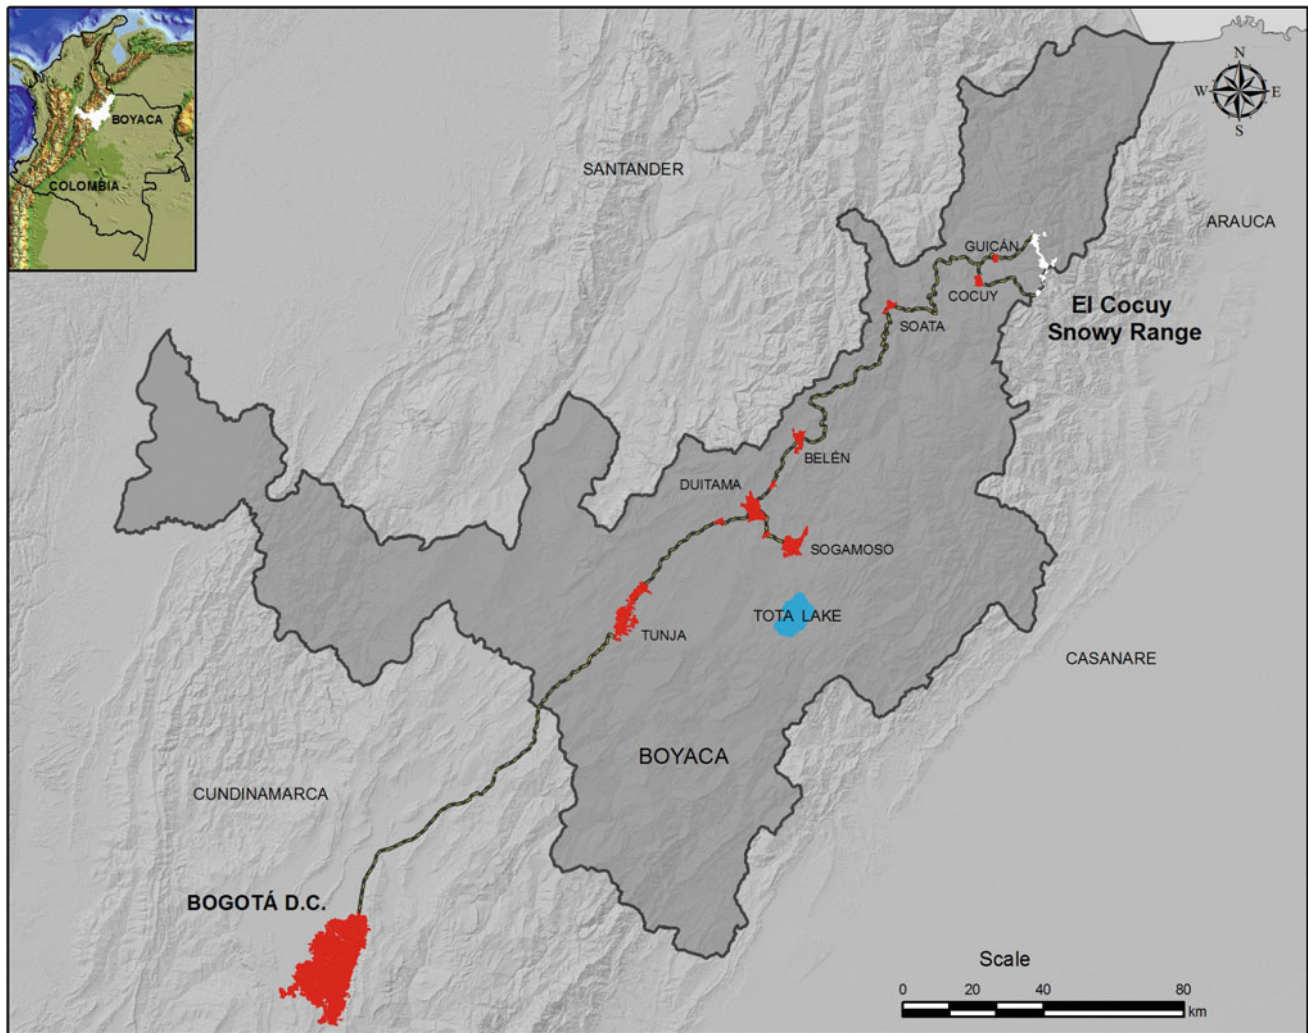 BOYACA
COLOMBIA
N
W
E
S
SANTANDER
ARAUCA
GUICÁN
COCUY
El Cocuy
Snowy Range
SOATA
BELÉN
DUITAMA
SOGAMOSO
TOTA LAKE
TUNJA
CASANARE
BOYACA
CUNDINAMARCA
BOGOTÁ D.C.
Scale
0 20 40 80
km